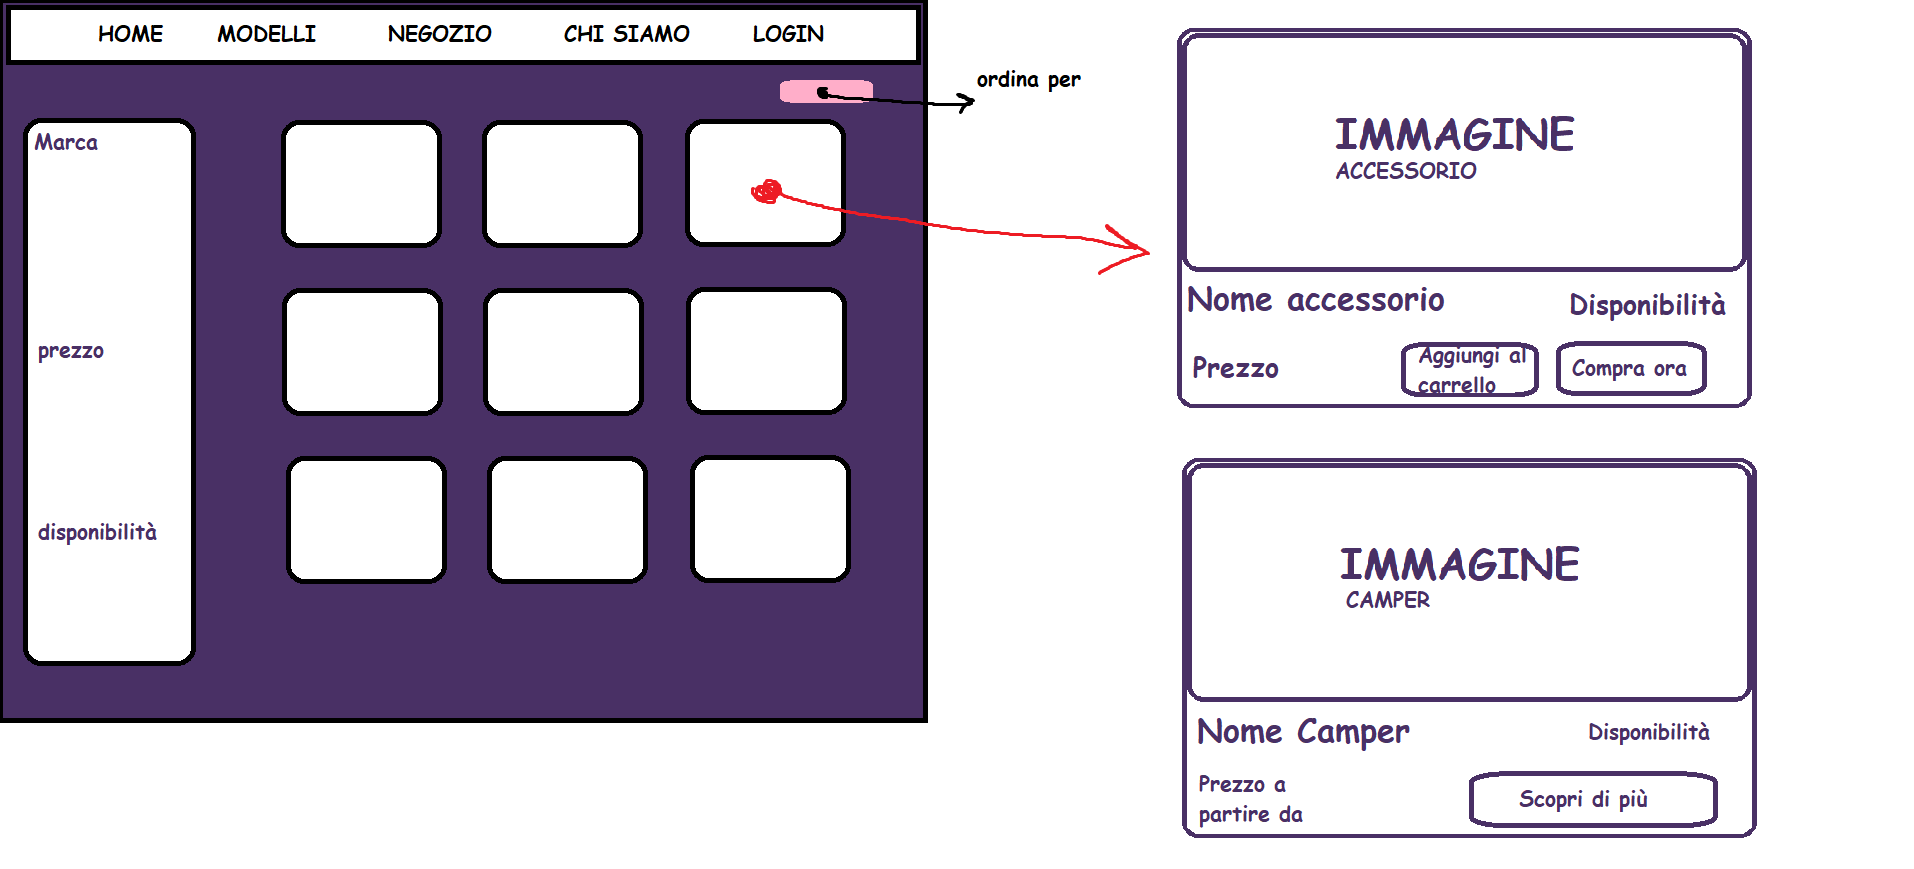 HOME MODELLI NEGOZIO CHI SIAMO LOGIN
ordina per
Marca
prezzo
disponibilità
IMMAGINE
ACCESSORIO
Nome accessorio
Disponibilità
Prezzo
Aggiungi al
carrello
Compra ora
IMMAGINE
CAMPER
Nome Camper
Disponibilità
Prezzo a
partire da
Scopri di più